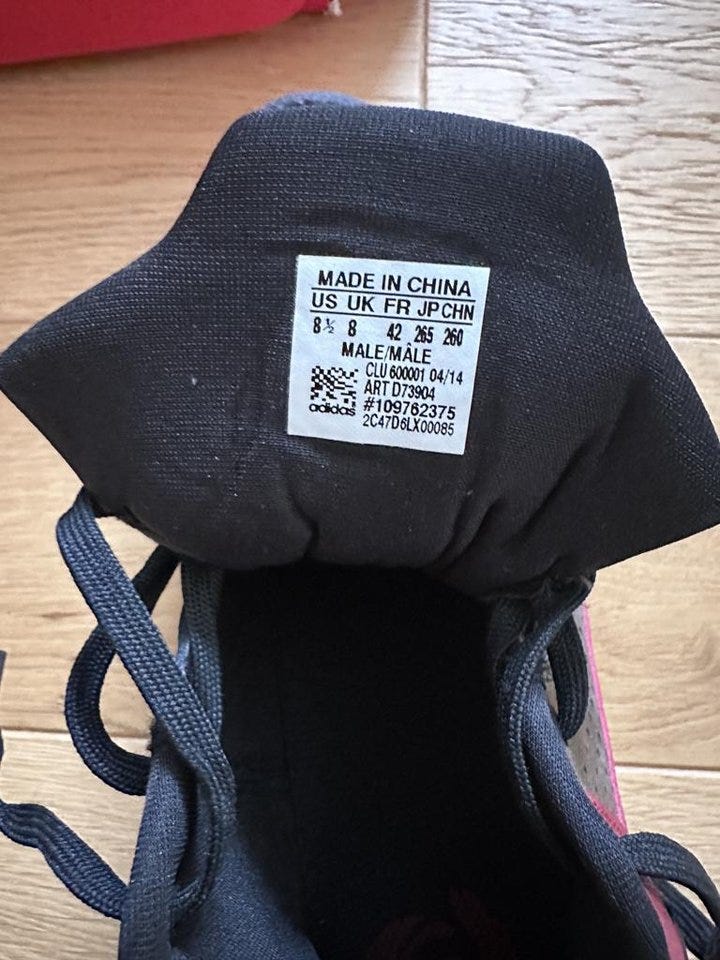 MADE IN CHINA
US UK FR JP CHN
8½ 8 42 265 260
MALE/MÂLE
CLU 600001 04/14
ART D73904
#109762375
2C47D6LX00085
adidas